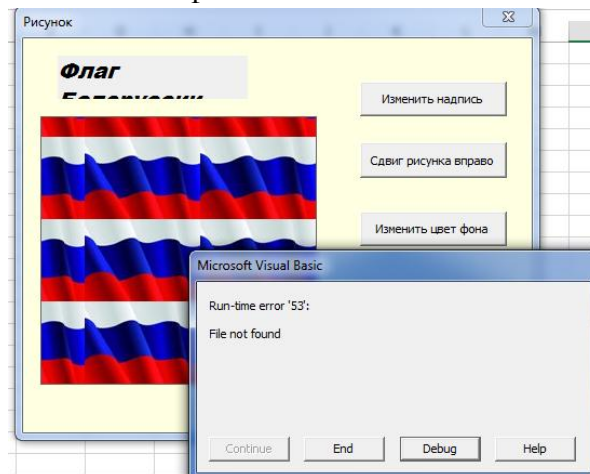 Рисунок
Флаг
Белоруссии
Изменить надпись
Сдвиг рисунка вправо
Изменить цвет фона
Microsoft Visual Basic
Run-time error '53':
File not found
Continue
End
Debug
Help